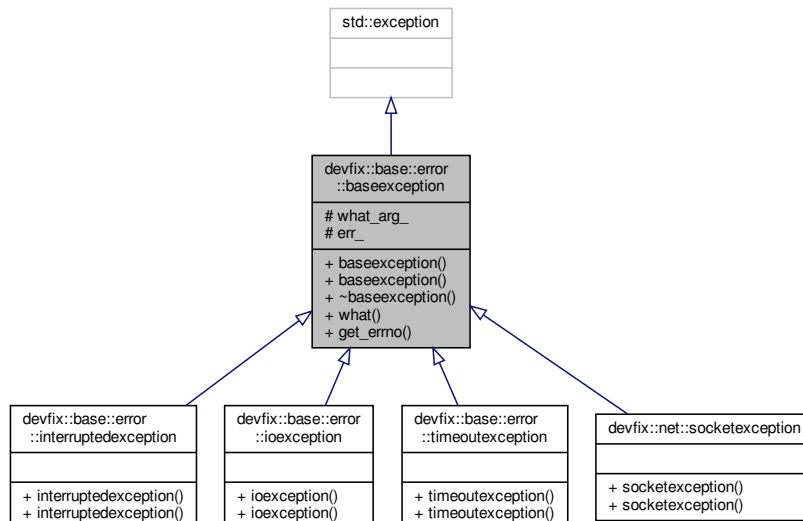 std::exception
devfix::base::error
::baseexception
# what_arg_
# err_
+ baseexception()
+ baseexception()
+ ~baseexception()
+ what()
+ get_errno()
devfix::base::error
::interruptedexception
+ interruptedexception()
+ interruptedexception()
devfix::base::error
::ioexception
+ ioexception()
+ ioexception()
devfix::base::error
::timeoutexception
+ timeoutexception()
+ timeoutexception()
devfix::net::socketexception
+ socketexception()
+ socketexception()